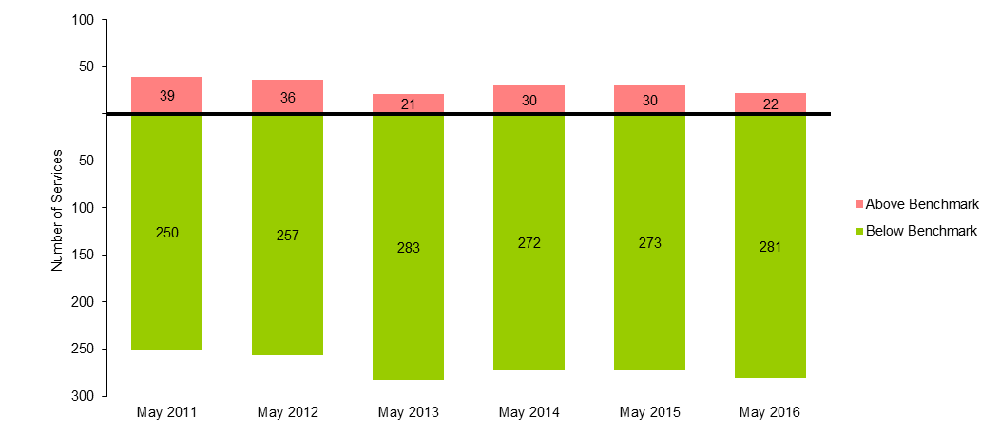 100
50
50
100
150
200
250
300
Number of Services
39
36
21
30
30
22
250
257
283
272
273
281
May 2011
May 2012
May 2013
May 2014
May 2015
May 2016
Above Benchmark
Below Benchmark